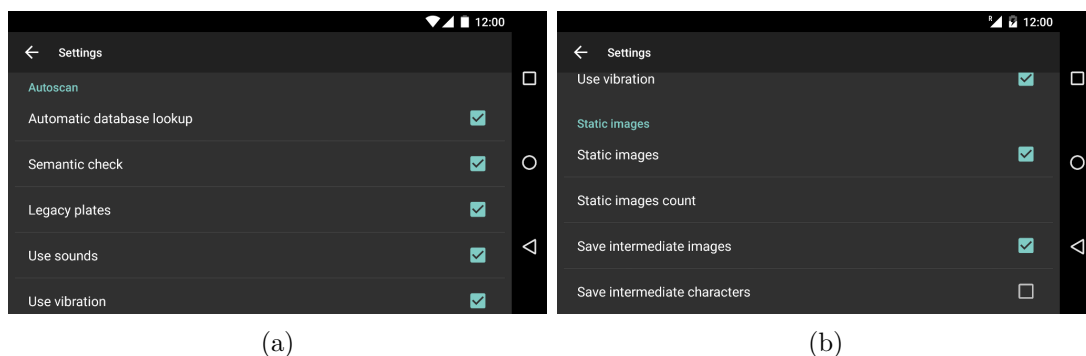 12:00
Settings
Autoscan
Automatic database lookup
Semantic check
Legacy plates
Use sounds
Use vibration
(a)
R 12:00
Settings
Use vibration
Static images
Static images
Static images count
Save intermediate images
Save intermediate characters
(b)